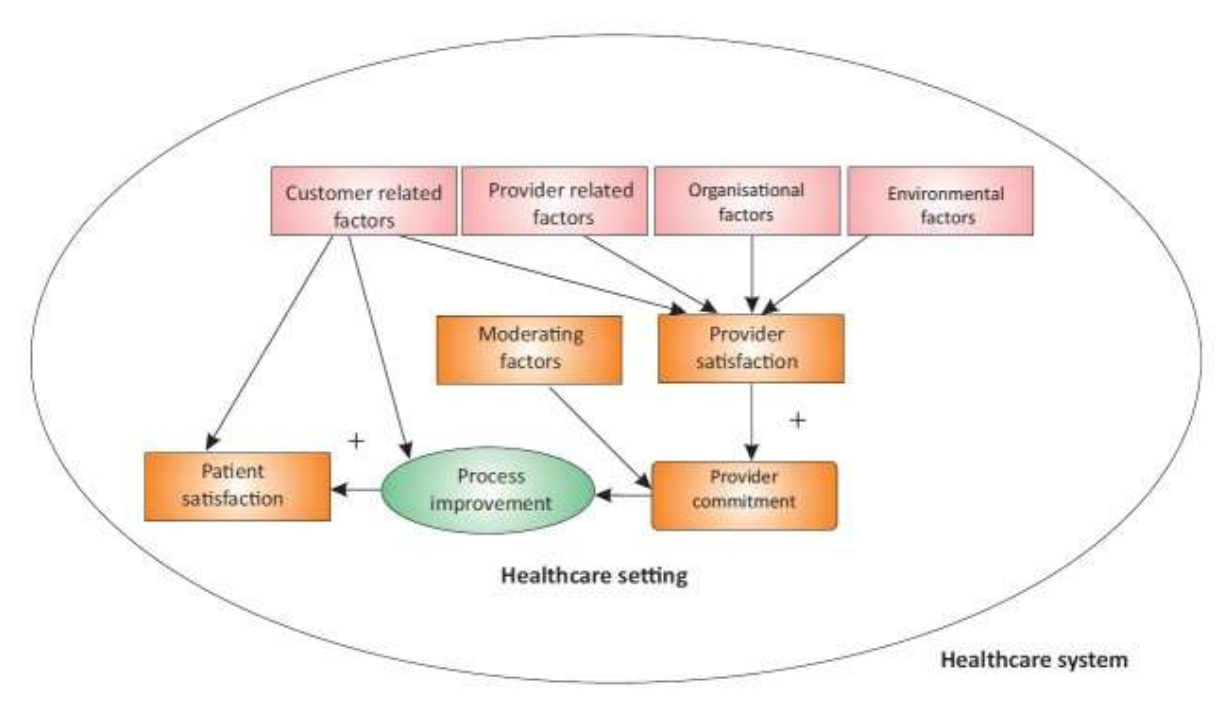 Customer related
factors
Provider related
factors
Organisational
factors
Environmental
factors
Moderating
factors
Provider
satisfaction
+
+
Patient
satisfaction
Process
improvement
Provider
commitment
Healthcare setting
Healthcare system